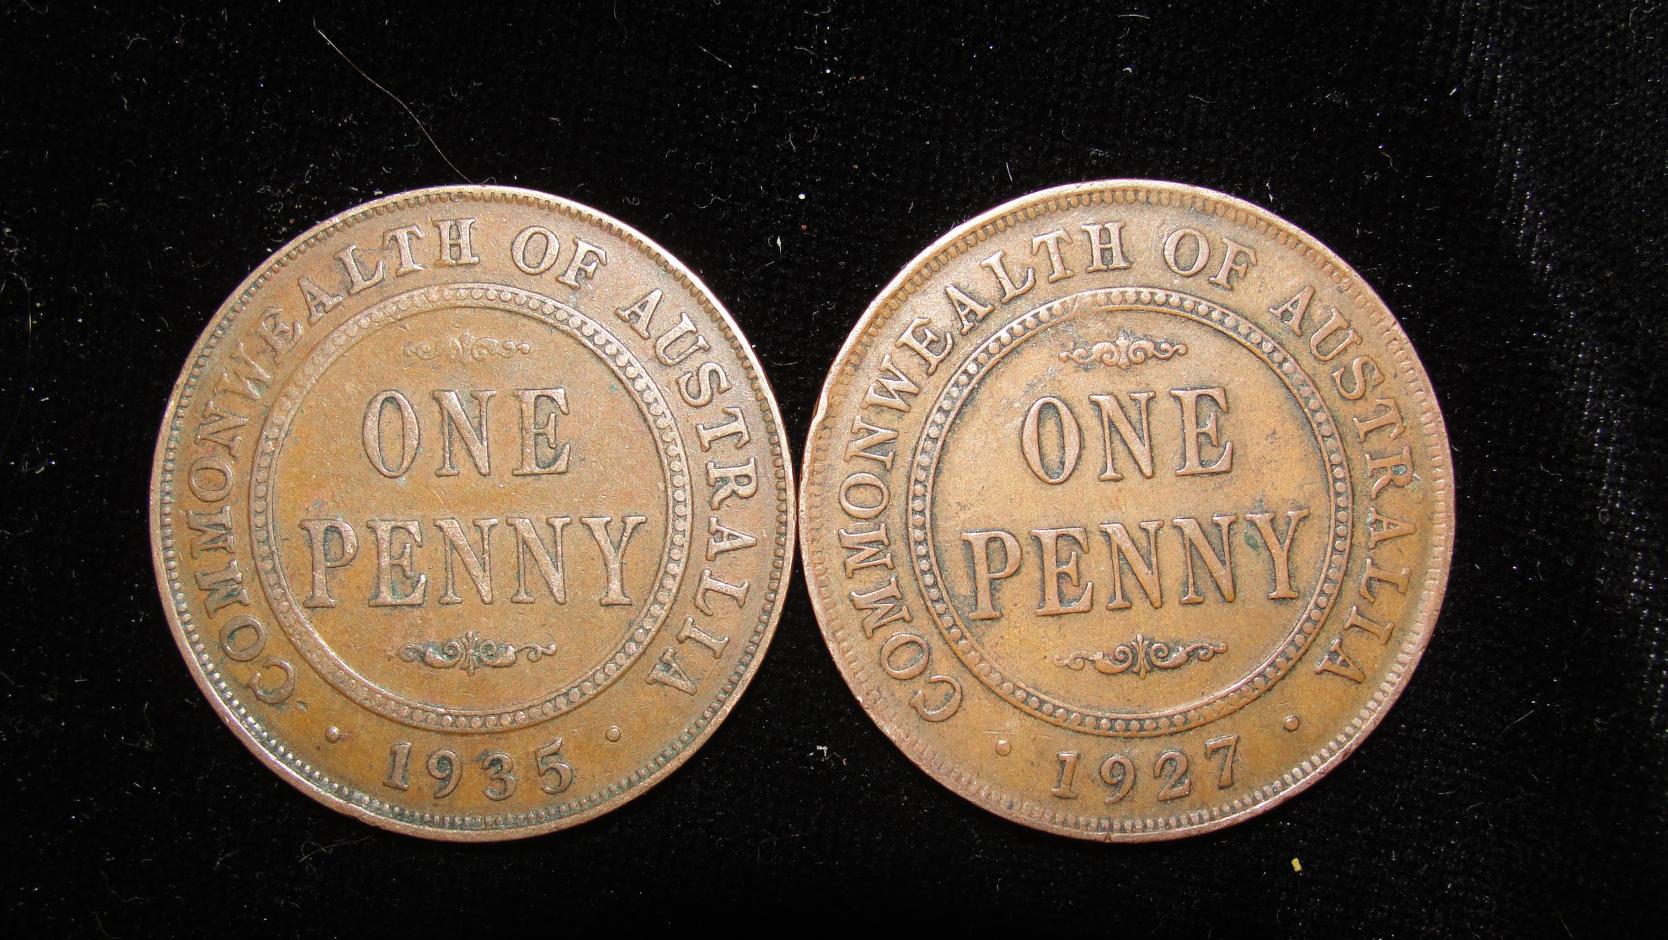 COMMONWEALTH OF AUSTRALIA
ONE
PENNY
· 1935 ·
COMMONWEALTH OF AUSTRALIA
ONE
PENNY
· 1927 ·